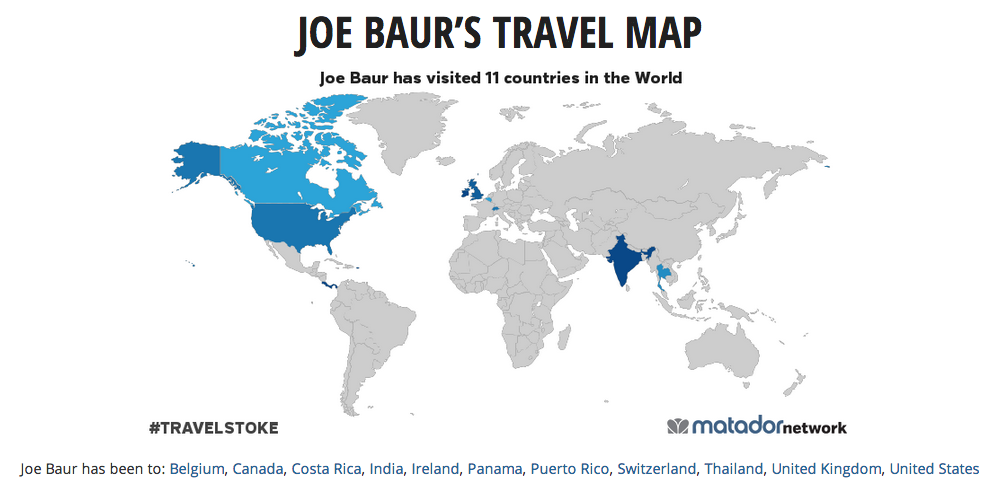 JOE BAUR'S TRAVEL MAP
Joe Baur has visited 11 countries in the World
#TRAVELSTOKE
matadornetwork
Joe Baur has been to: Belgium, Canada, Costa Rica, India, Ireland, Panama, Puerto Rico, Switzerland, Thailand, United Kingdom, United States